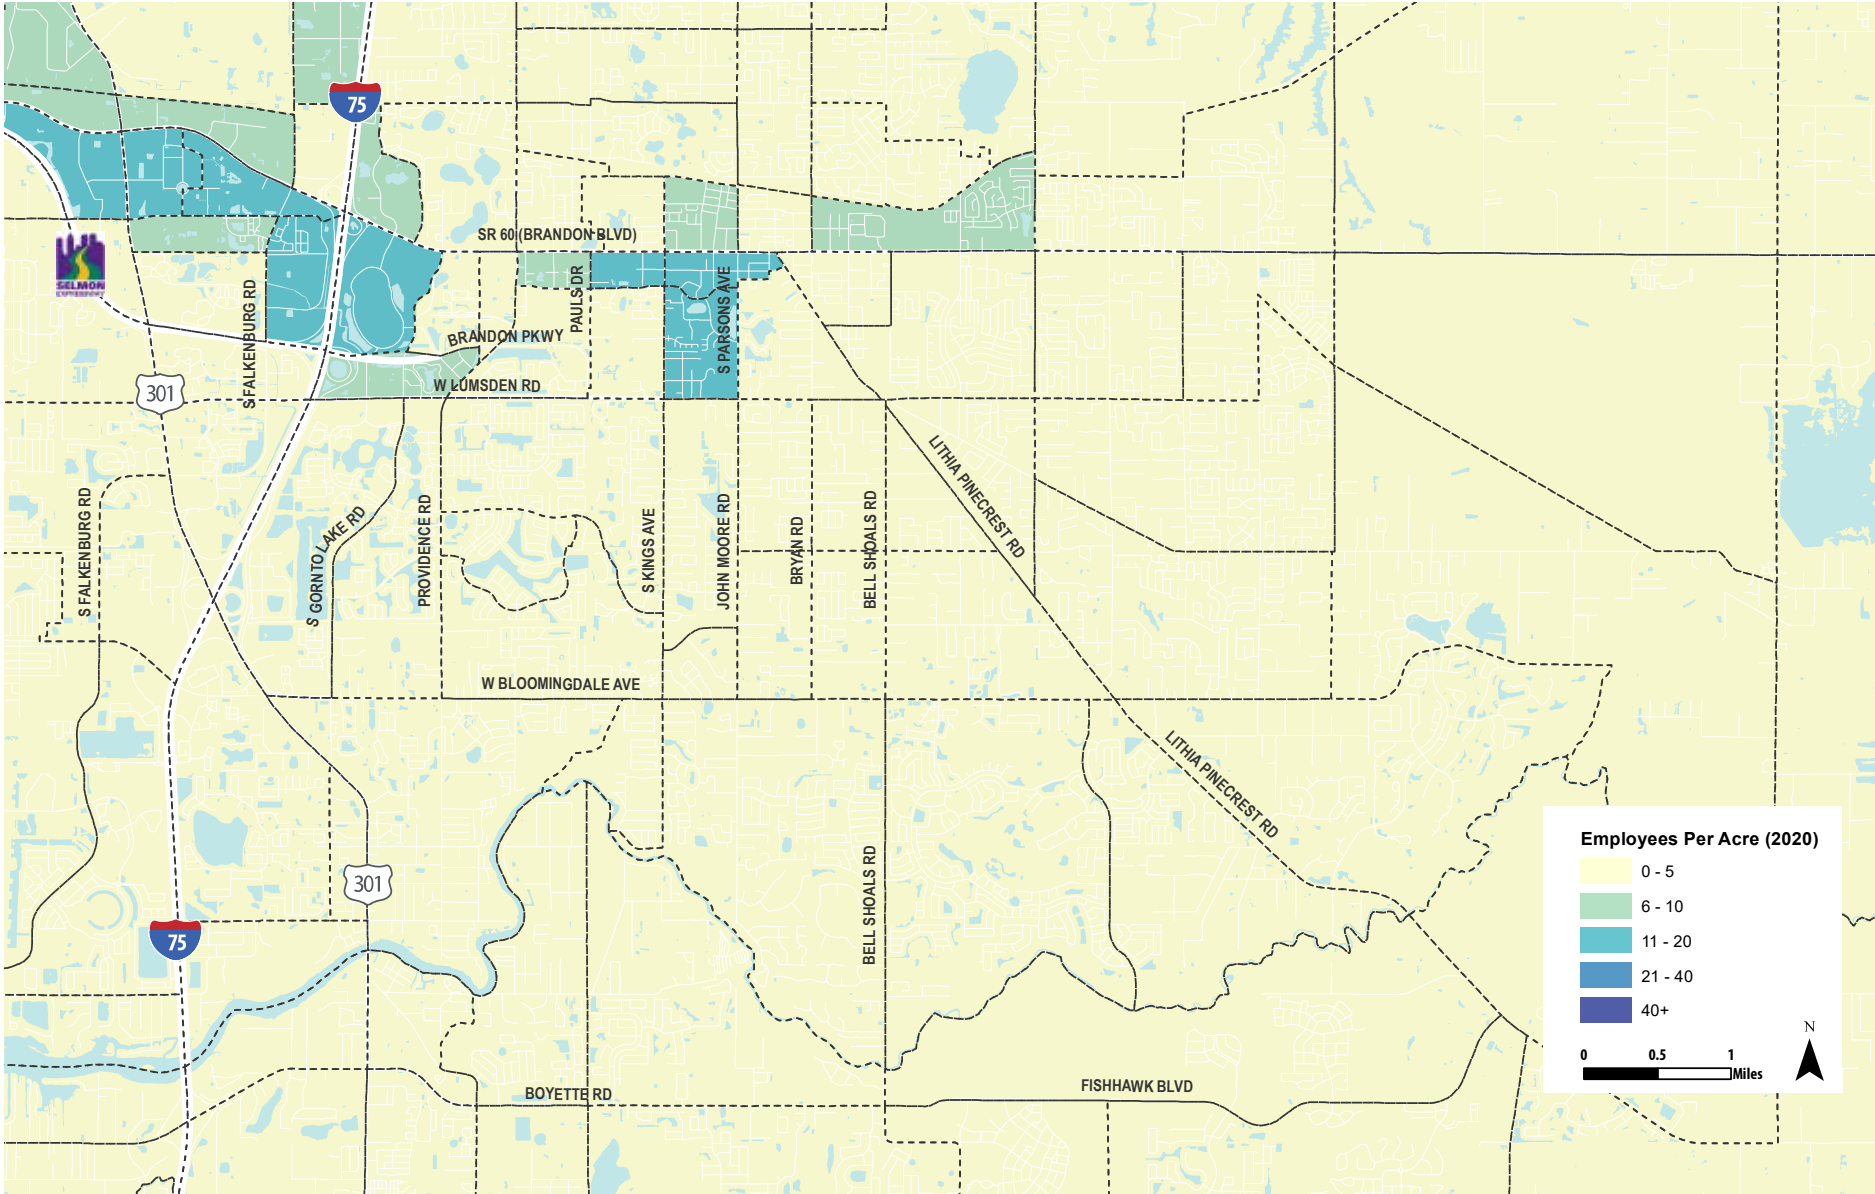 75
SR 60 (BRANDON BLVD)
SELMON
EXPRESSWAY
S FALKENBURG RD
PAULS DR
S PARSONS AVE
BRANDON PKWY
W LUMSDEN RD
301
S FALKENBURG RD
S GORNTO LAKE RD
PROVIDENCE RD
S KINGS AVE
JOHN MOORE RD
BRYAN RD
BELL SHOALS RD
LITHIA PINECREST RD
W BLOOMINGDALE AVE
LITHIA PINECREST RD
301
BELL SHOALS RD
75
BOYETTE RD
FISHHAWK BLVD
Employees Per Acre (2020)
0 - 5
6 - 10
11 - 20
21 - 40
40+
N
0 0.5 1
Miles